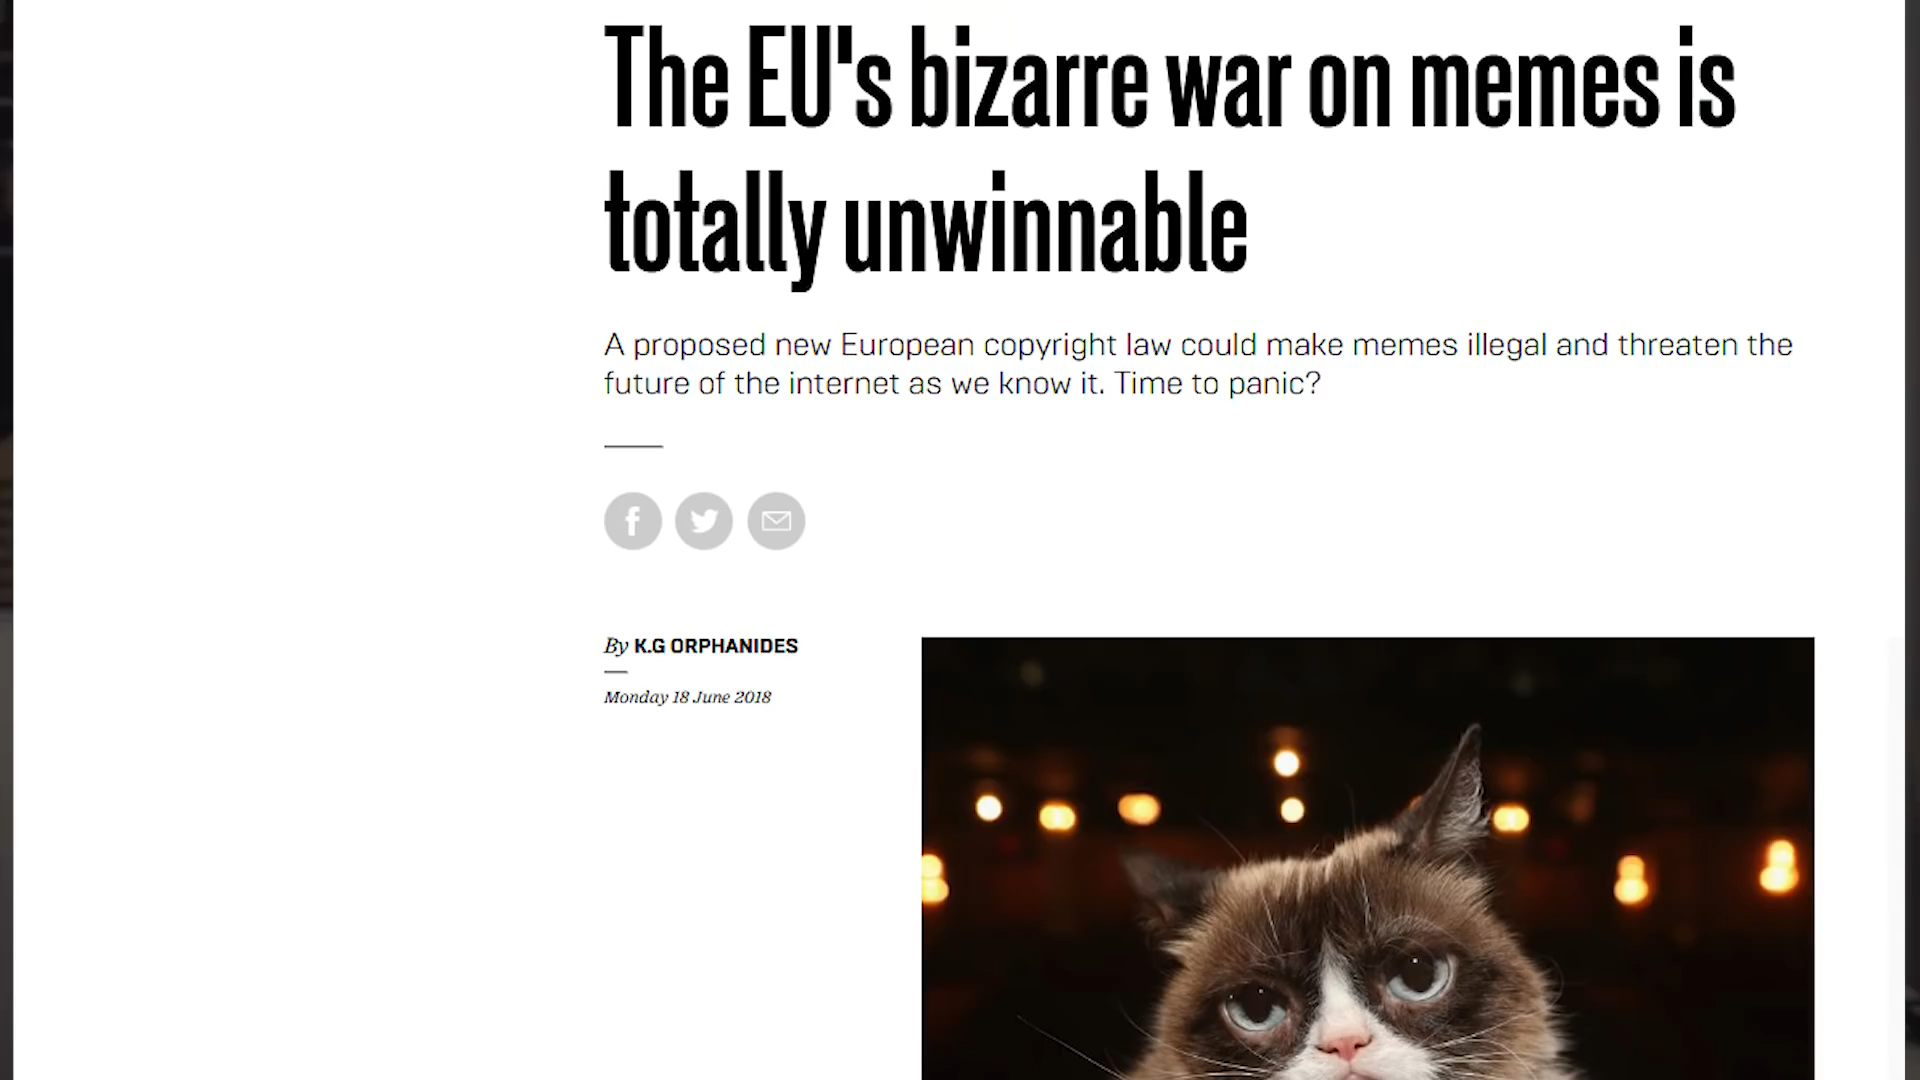 The EU's bizarre war on memes is
totally unwinnable
A proposed new European copyright law could make memes illegal and threaten the
future of the internet as we know it. Time to panic?
By K.G ORPHANIDES
Monday 18 June 2018